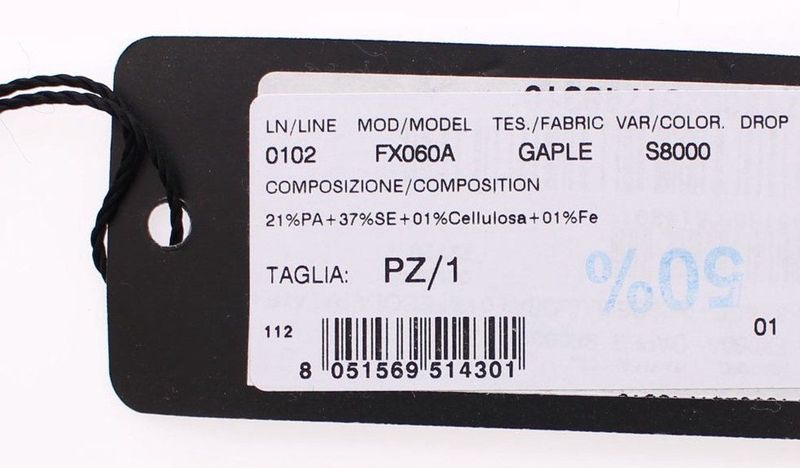 LN/LINE MOD/MODEL TES./FABRIC VAR/COLOR. DROP
0102 FX060A GAPLE S8000
COMPOSIZIONE/COMPOSITION
21%PA+37%SE+01%Cellulosa+01%Fe
TAGLIA: PZ/1
50%
112 01
8 051569 514301